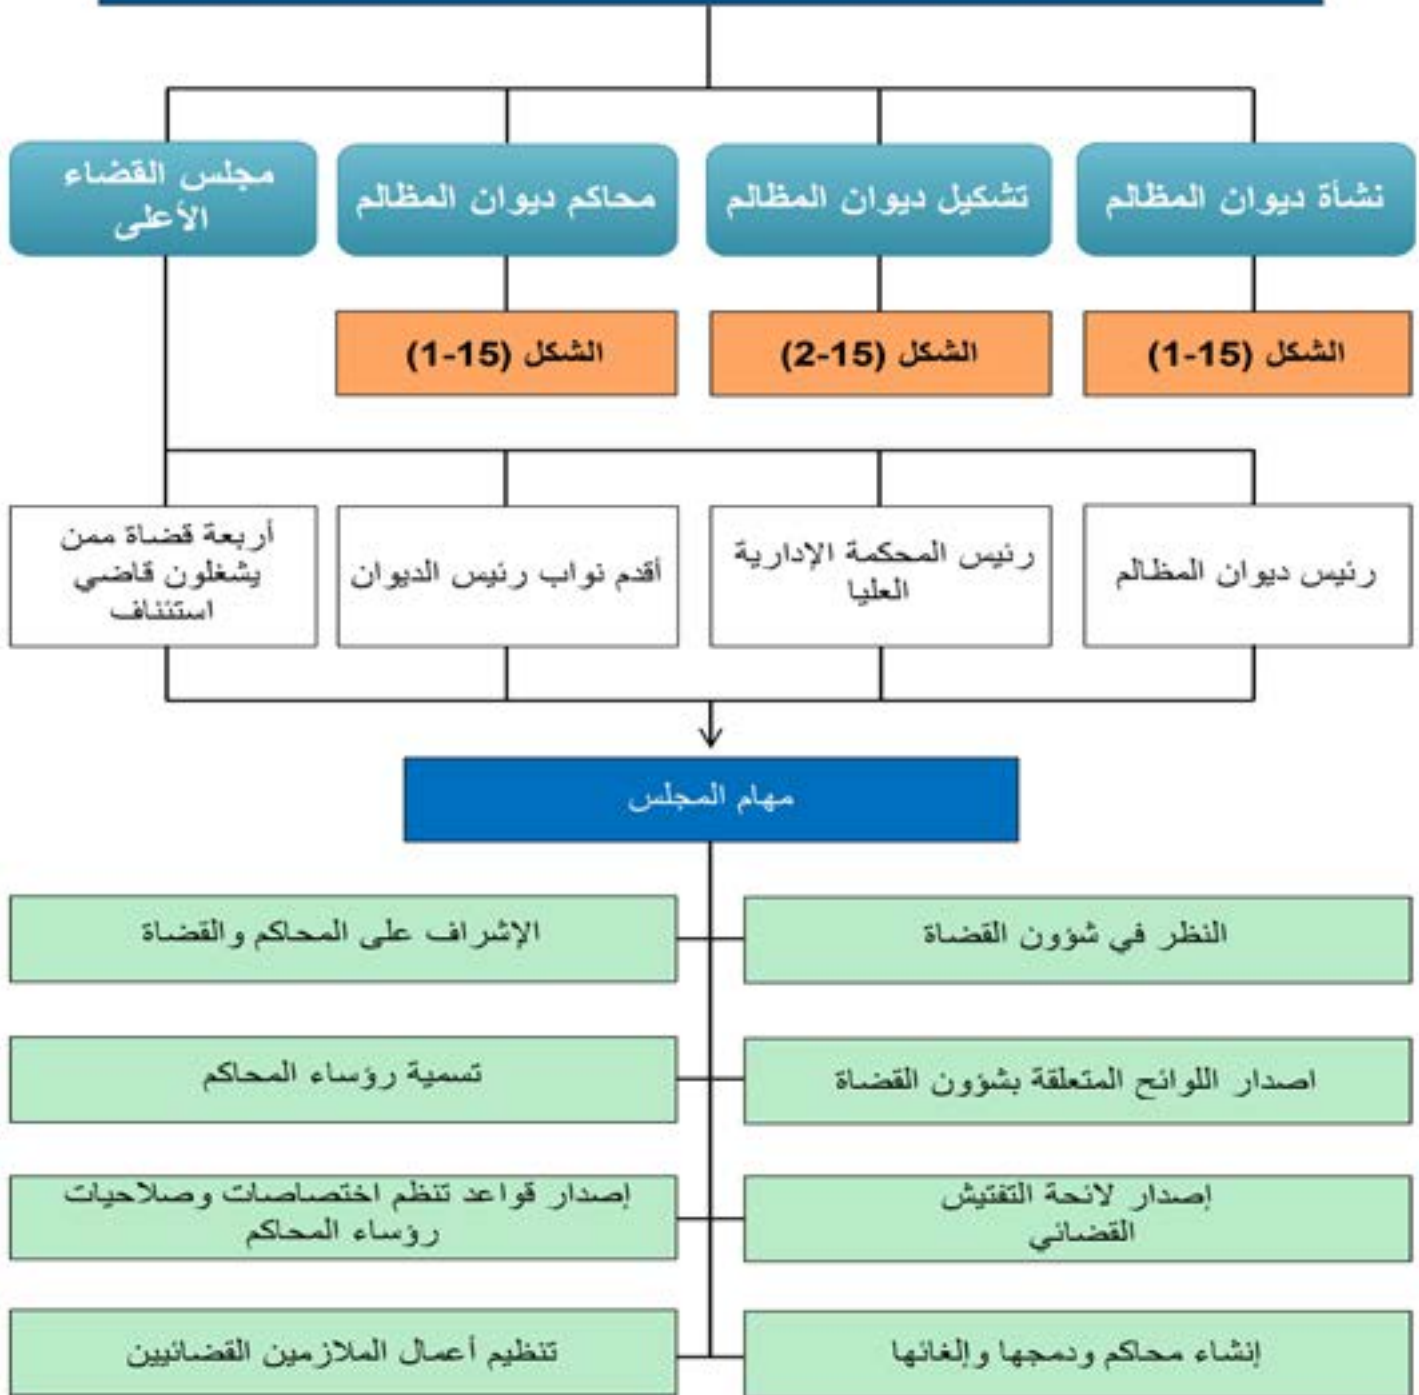 نشأة ديوان المظالم
تشكيل ديوان المظالم
محاكم ديوان المظالم
مجلس القضاء
الأعلى
الشكل (15-1)
الشكل (15-2)
الشكل (15-1)
رئيس ديوان المظالم
رئيس المحكمة الإدارية
العليا
أقدم نواب رئيس الديوان
أربعة قضاة ممن
يشغلون قاضي
استئناف
مهام المجلس
النظر في شؤون القضاة
الإشراف على المحاكم والقضاة
اصدار اللوائح المتعلقة بشؤون القضاة
تسمية رؤساء المحاكم
إصدار لائحة التفتيش
القضائي
إصدار قواعد تنظم اختصاصات وصلاحيات
رؤساء المحاكم
إنشاء محاكم ودمجها وإلغائها
تنظيم أعمال الملازمين القضائيين